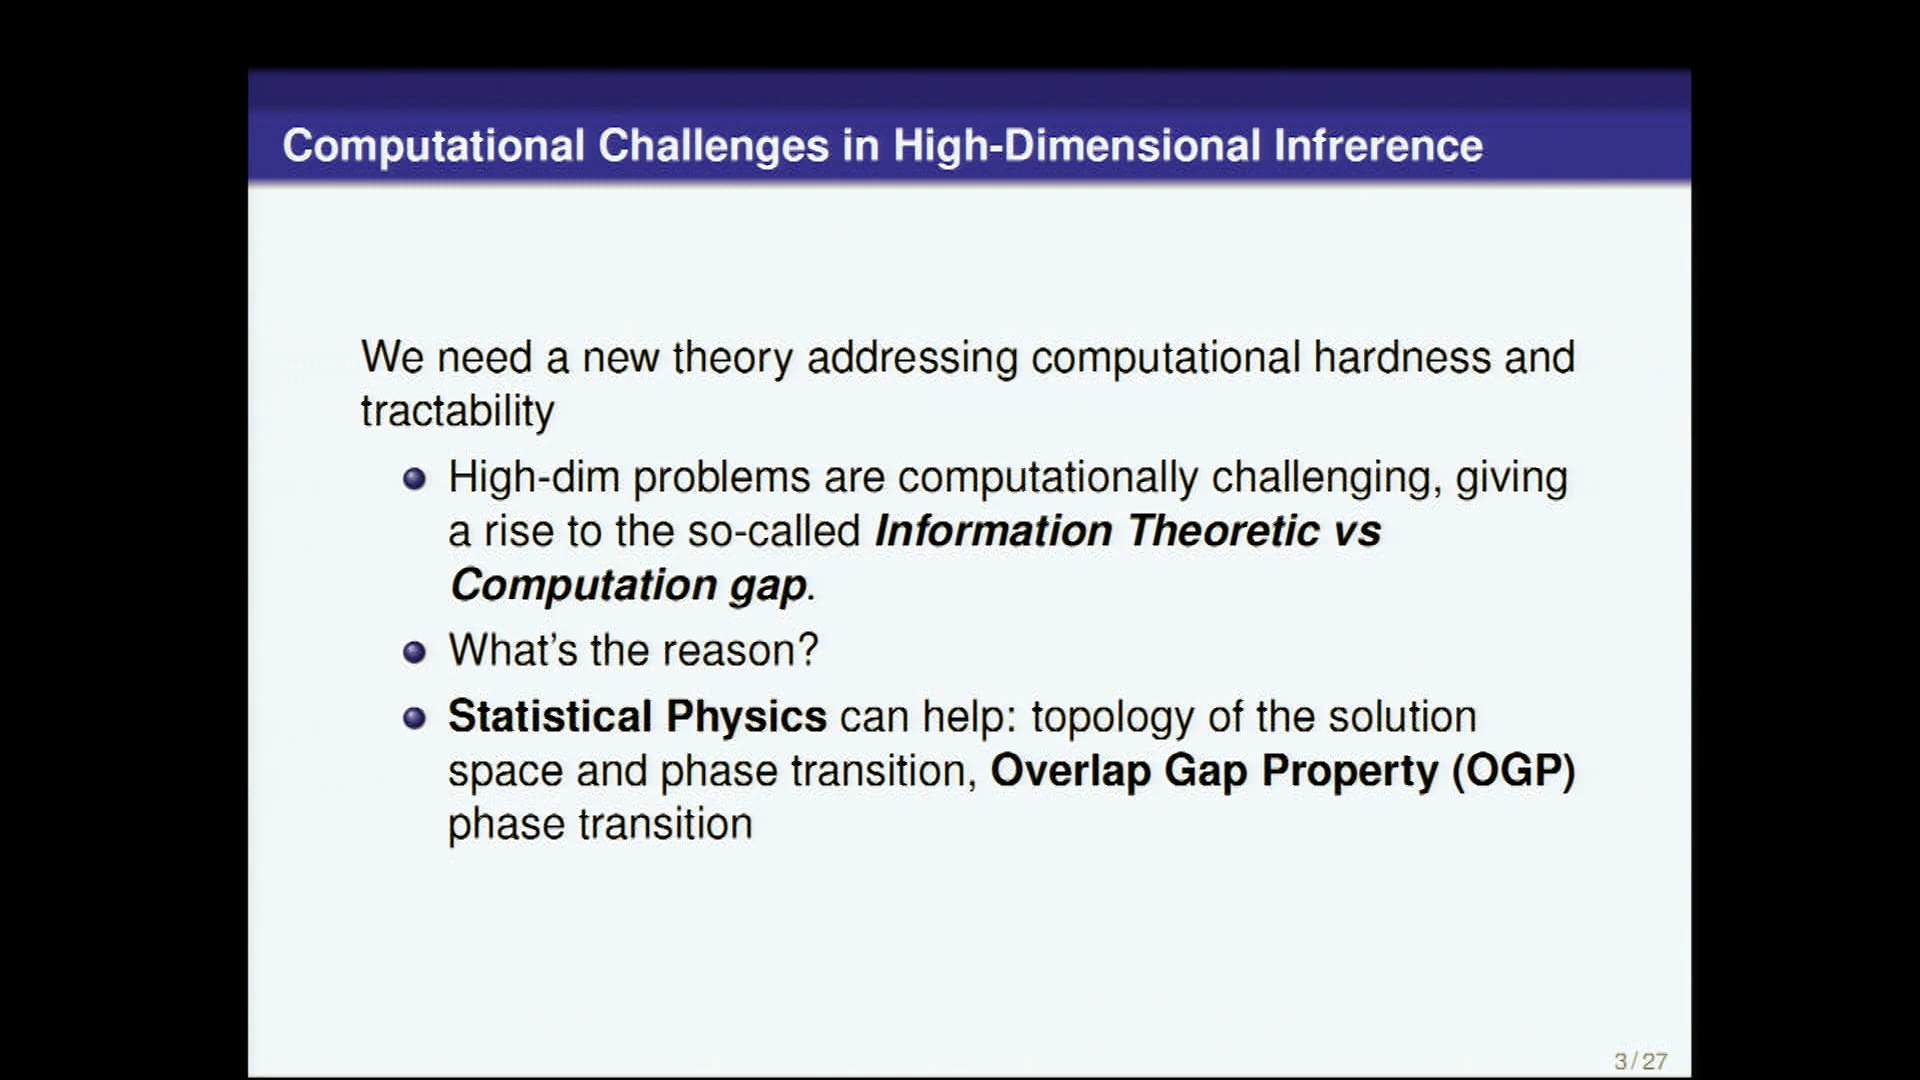 Computational Challenges in High-Dimensional Infrerence
We need a new theory addressing computational hardness and
tractability
High-dim problems are computationally challenging, giving
a rise to the so-called Information Theoretic vs
Computation gap.
What's the reason?
Statistical Physics can help: topology of the solution
space and phase transition, Overlap Gap Property (OGP)
phase transition
3 / 27